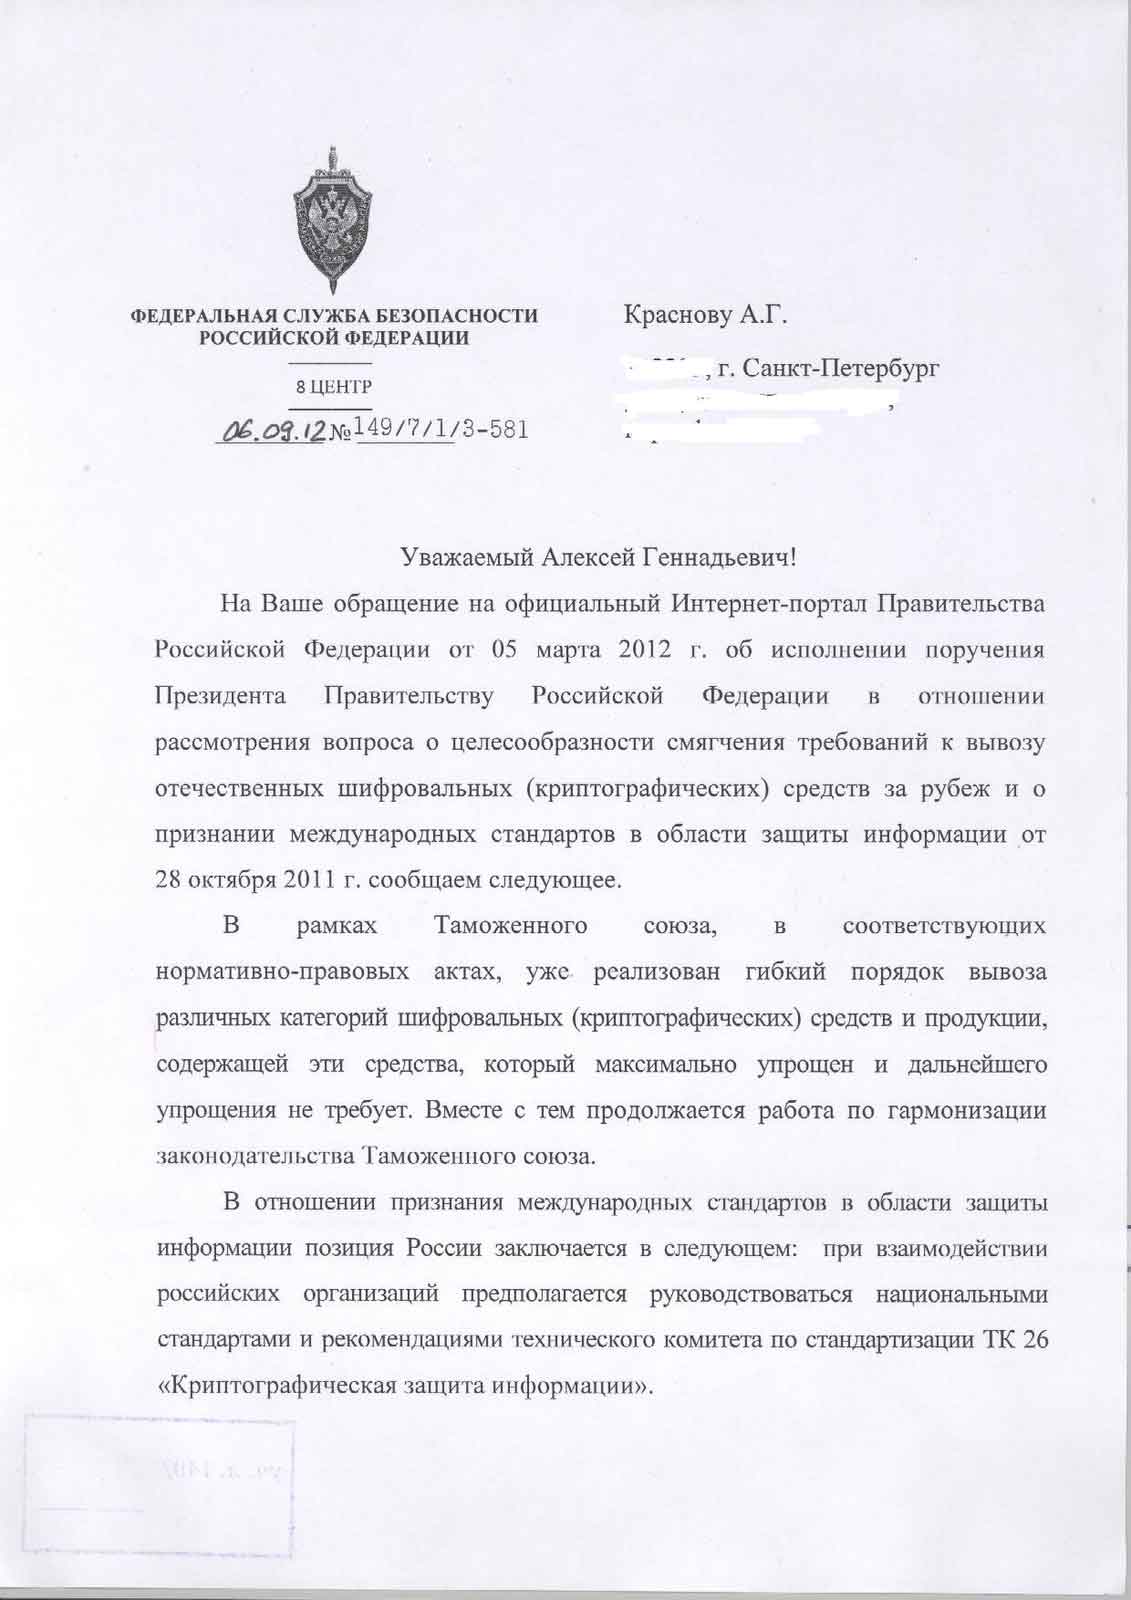 ФЕДЕРАЛЬНАЯ СЛУЖБА БЕЗОПАСНОСТИ
РОССИЙСКОЙ ФЕДЕРАЦИИ
8 ЦЕНТР
06.09.12 № 149/7/1/3-581
Краснову А.Г.
, г. Санкт-Петербург
Уважаемый Алексей Геннадьевич!
На Ваше обращение на официальный Интернет-портал Правительства
Российской Федерации от 05 марта 2012 г. об исполнении поручения
Президента Правительству Российской Федерации в отношении
рассмотрения вопроса о целесообразности смягчения требований к вывозу
отечественных шифровальных (криптографических) средств за рубеж и о
признании международных стандартов в области защиты информации от
28 октября 2011 г. сообщаем следующее.
В рамках Таможенного союза, в соответствующих
нормативно-правовых актах, уже реализован гибкий порядок вывоза
различных категорий шифровальных (криптографических) средств и продукции,
содержащей эти средства, который максимально упрощен и дальнейшего
упрощения не требует. Вместе с тем продолжается работа по гармонизации
законодательства Таможенного союза.
В отношении признания международных стандартов в области защиты
информации позиция России заключается в следующем: при взаимодействии
российских организаций предполагается руководствоваться национальными
стандартами и рекомендациями технического комитета по стандартизации ТК 26
«Криптографическая защита информации».